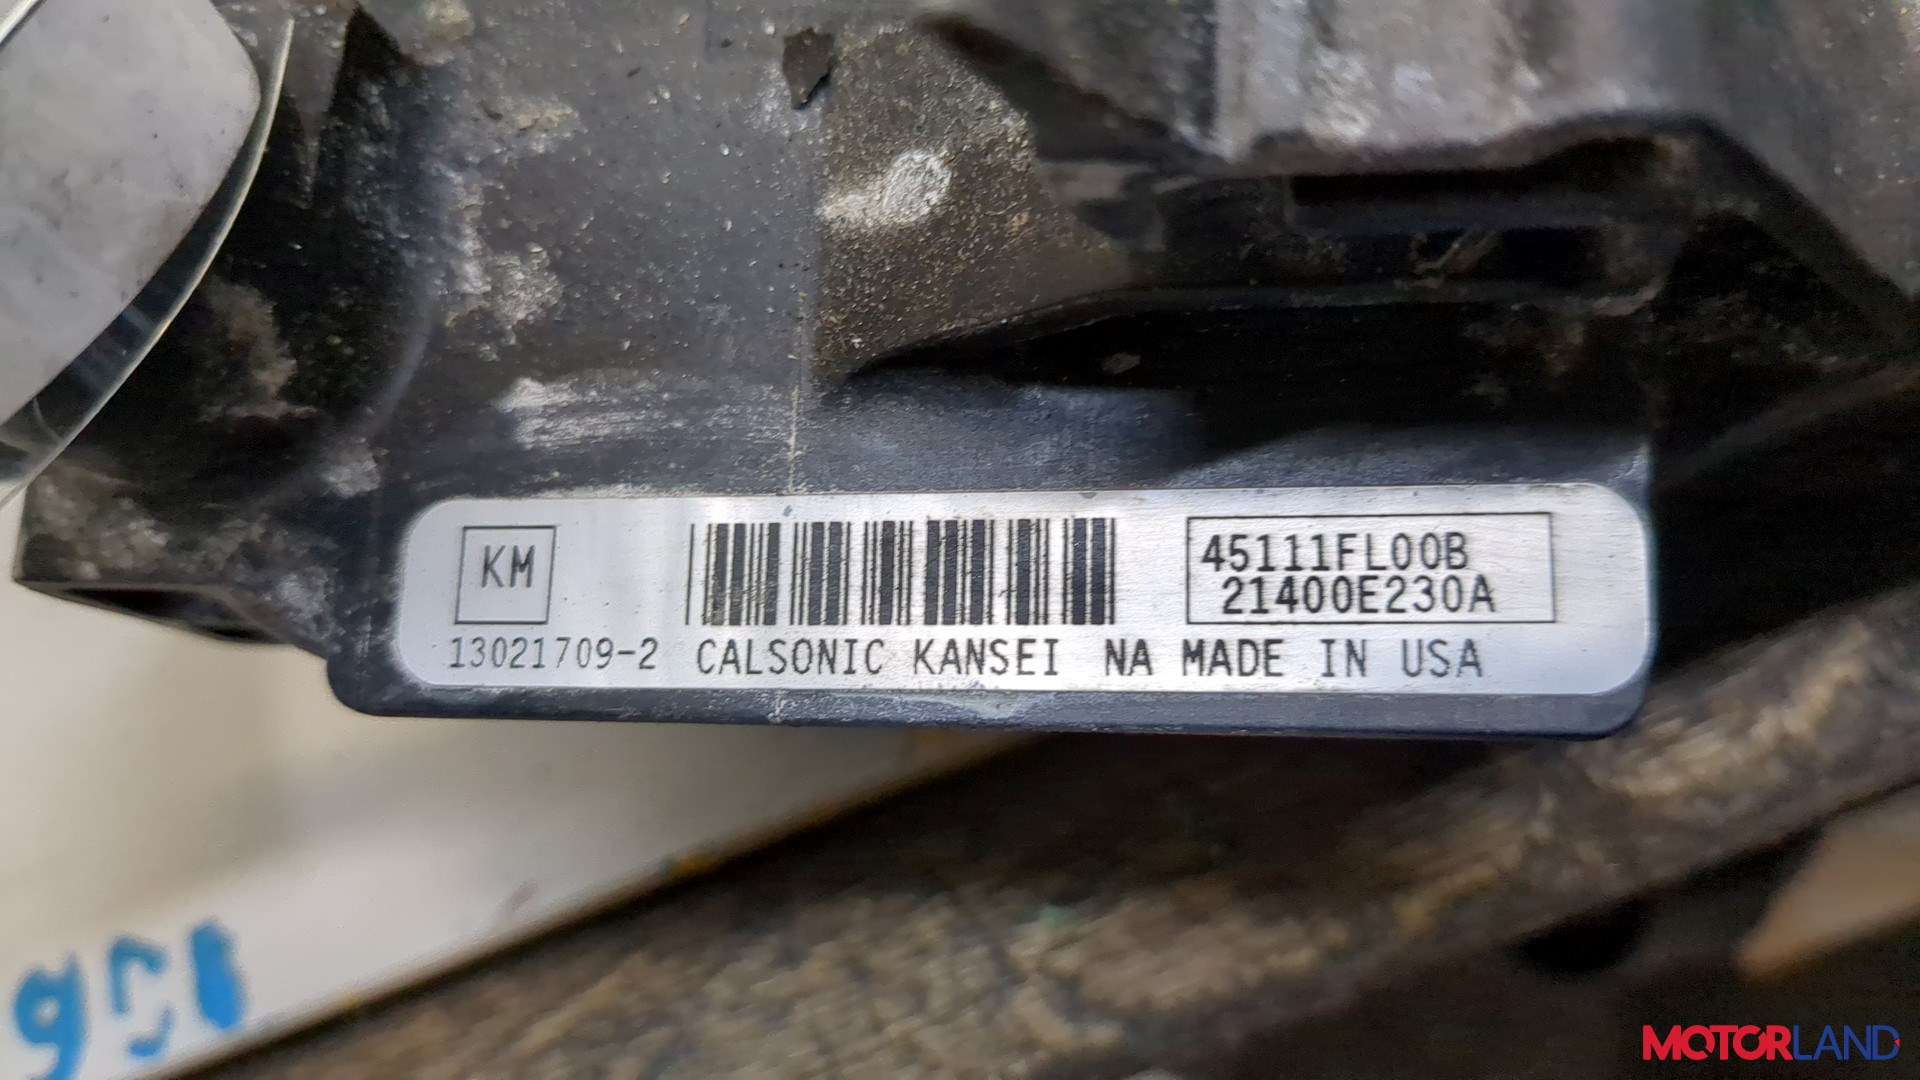 KM
45111FL00B
21400E230A
13021709-2 CALSONIC KANSEI NA MADE IN USA
MOTORLAND